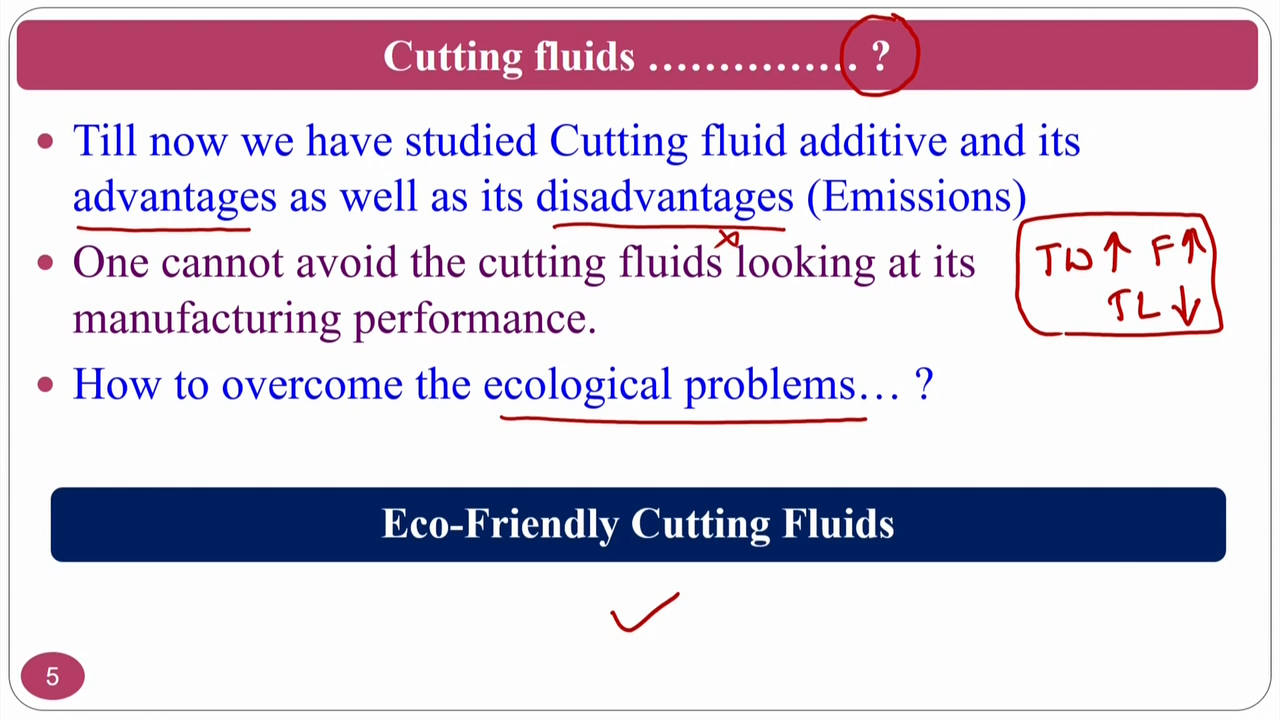 Cutting fluids ............... ?
• Till now we have studied Cutting fluid additive and its
advantages as well as its disadvantages (Emissions)
• One cannot avoid the cutting fluids looking at its
manufacturing performance.
TW ↑ F ↑
TL ↓
• How to overcome the ecological problems… ?
Eco-Friendly Cutting Fluids
5